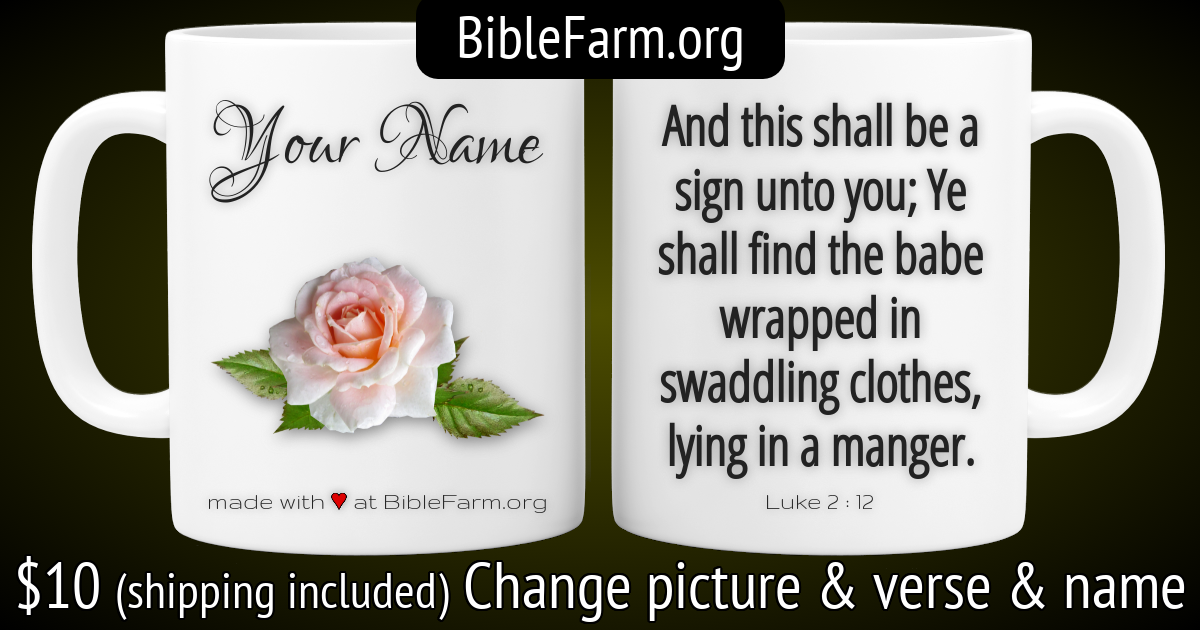 BibleFarm.org
Your Name
made with ♥ at BibleFarm.org
And this shall be a
sign unto you; Ye
shall find the babe
wrapped in
swaddling clothes,
lying in a manger.
Luke 2 : 12
$10 (shipping included) Change picture & verse & name